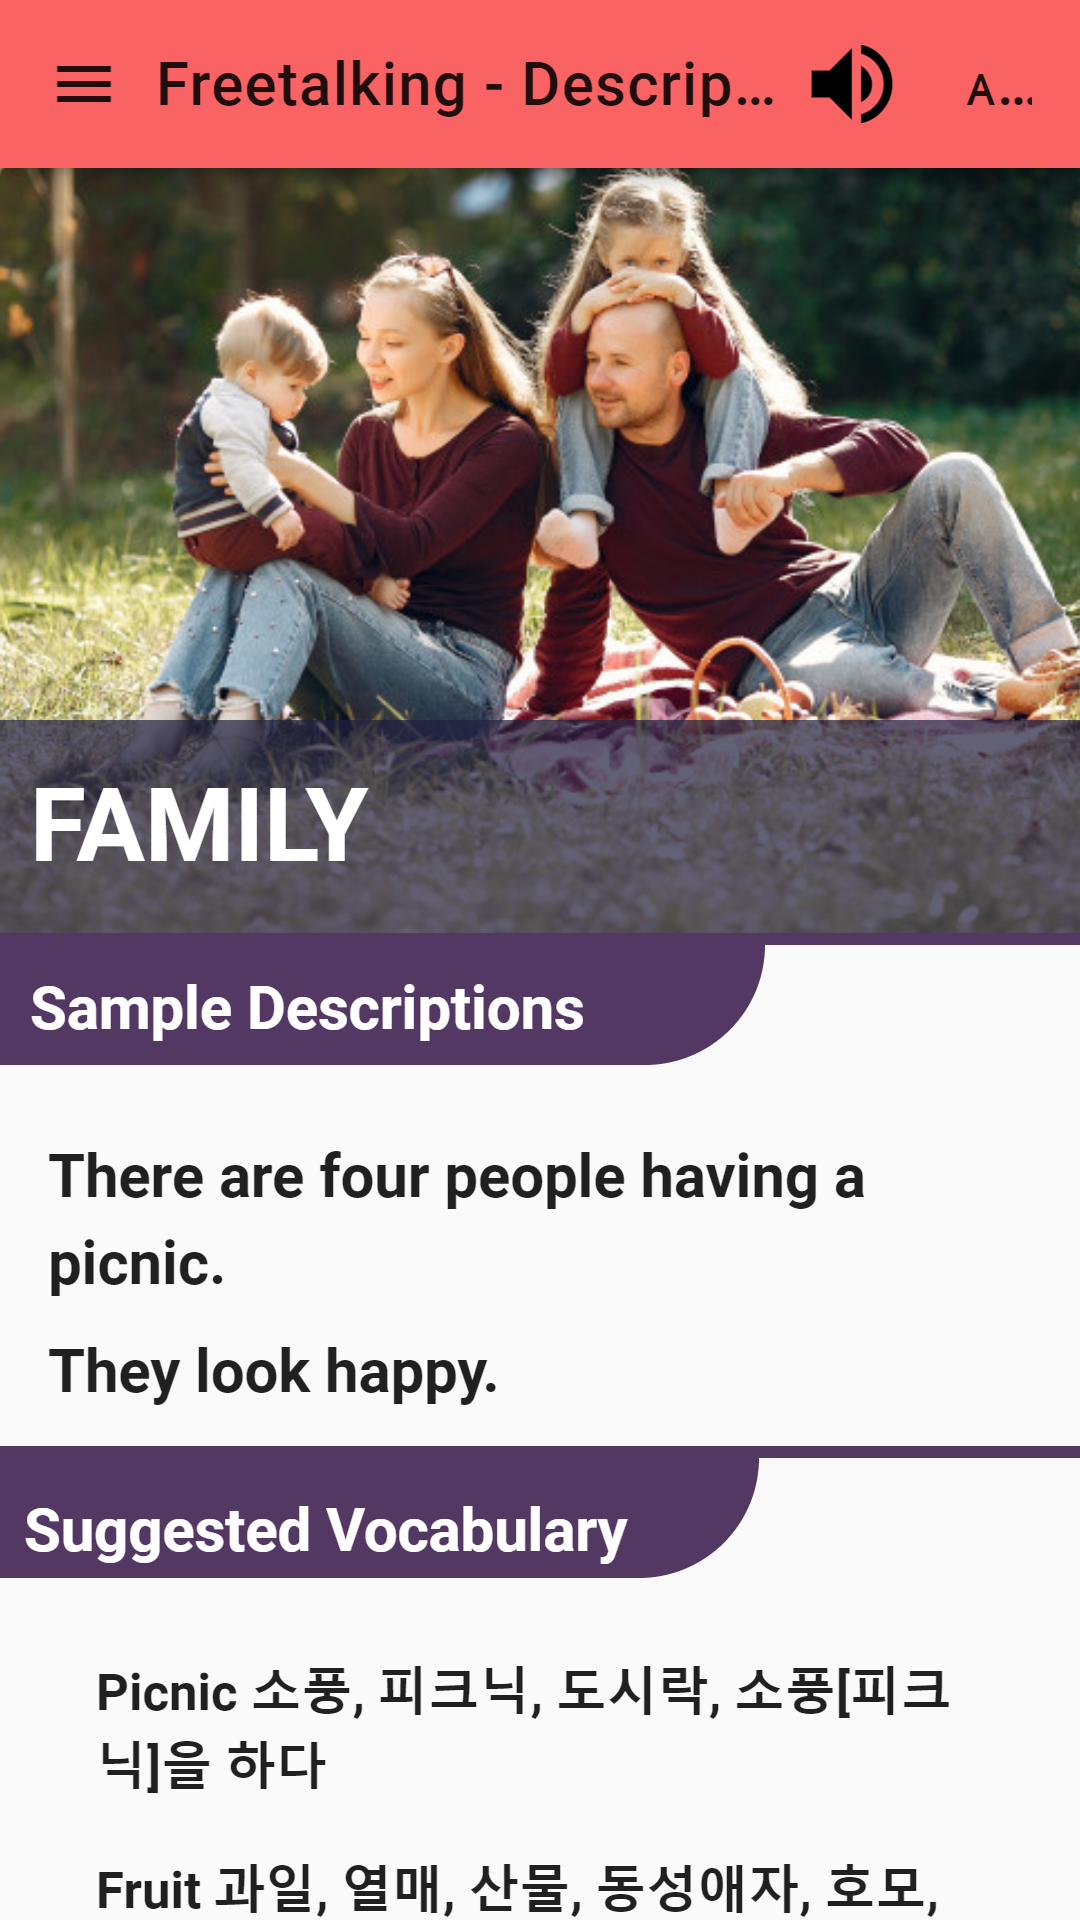 Freetalking - Descrip...
A...
FAMILY
Sample Descriptions
There are four people having a
picnic.
They look happy.
Suggested Vocabulary
Picnic 소풍, 피크닉, 도시락, 소풍[피크
닉]을 하다
Fruit 과일, 열매, 산물, 동성애자, 호모,